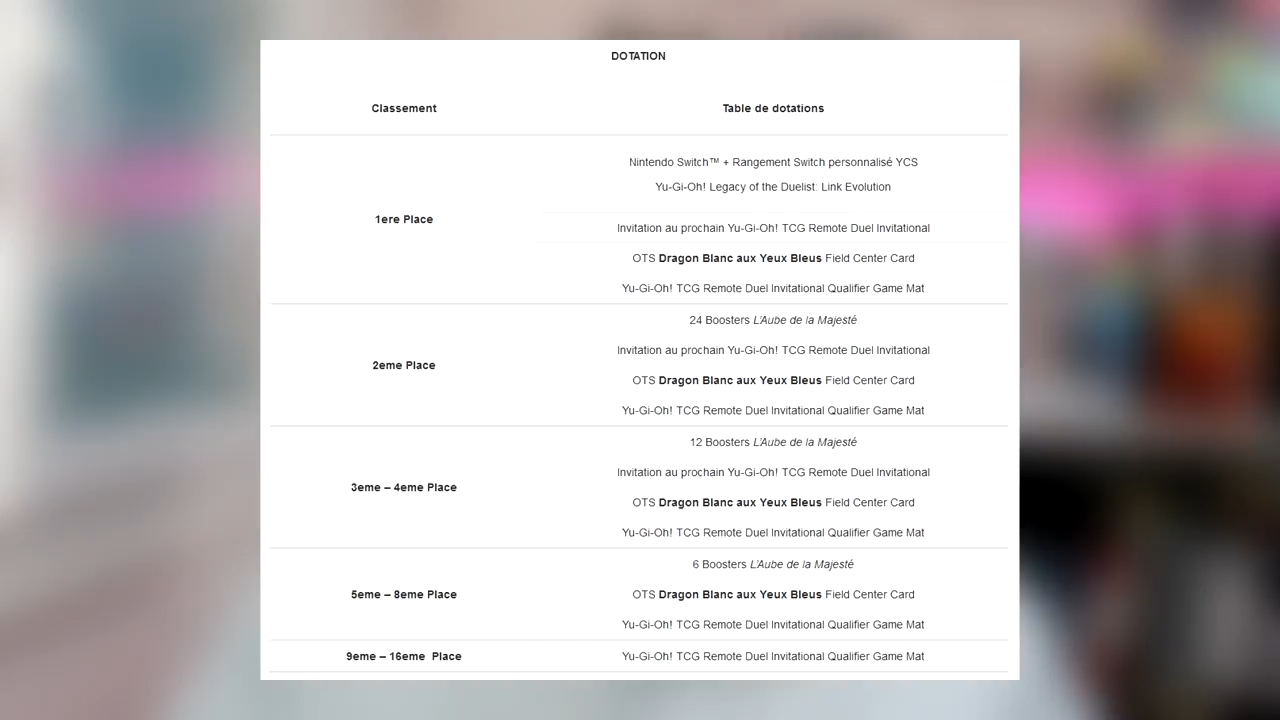 DOTATION
Classement
Table de dotations
1ere Place
Nintendo Switch™ + Rangement Switch personnalisé YCS
Yu-Gi-Oh! Legacy of the Duelist: Link Evolution
Invitation au prochain Yu-Gi-Oh! TCG Remote Duel Invitational
OTS Dragon Blanc aux Yeux Bleus Field Center Card
Yu-Gi-Oh! TCG Remote Duel Invitational Qualifier Game Mat
2eme Place
24 Boosters L'Aube de la Majesté
Invitation au prochain Yu-Gi-Oh! TCG Remote Duel Invitational
OTS Dragon Blanc aux Yeux Bleus Field Center Card
Yu-Gi-Oh! TCG Remote Duel Invitational Qualifier Game Mat
3eme – 4eme Place
12 Boosters L'Aube de la Majesté
Invitation au prochain Yu-Gi-Oh! TCG Remote Duel Invitational
OTS Dragon Blanc aux Yeux Bleus Field Center Card
Yu-Gi-Oh! TCG Remote Duel Invitational Qualifier Game Mat
5eme – 8eme Place
6 Boosters L'Aube de la Majesté
OTS Dragon Blanc aux Yeux Bleus Field Center Card
Yu-Gi-Oh! TCG Remote Duel Invitational Qualifier Game Mat
9eme – 16eme Place
Yu-Gi-Oh! TCG Remote Duel Invitational Qualifier Game Mat